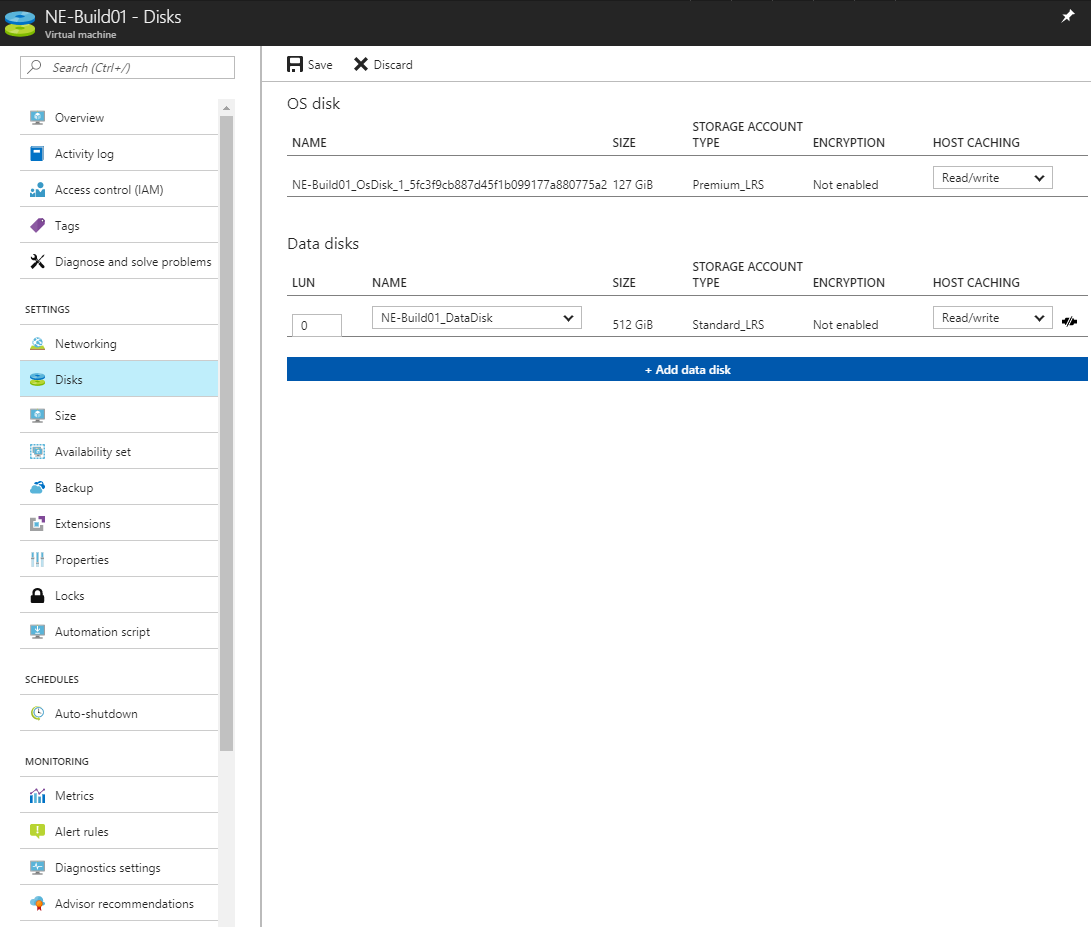 NE-Build01 - Disks
Virtual machine
Search (Ctrl+/)
Overview
Activity log
Access control (IAM)
Tags
Diagnose and solve problems
SETTINGS
Networking
Disks
Size
Availability set
Backup
Extensions
Properties
Locks
Automation script
SCHEDULES
Auto-shutdown
MONITORING
Metrics
Alert rules
Diagnostics settings
Advisor recommendations
Save Discard
OS disk
NAME SIZE STORAGE ACCOUNT TYPE ENCRYPTION HOST CACHING
NE-Build01_OsDisk_1_5fc3f9cb887d45f1b099177a880775a2 127 GiB Premium_LRS Not enabled Read/write
Data disks
LUN NAME SIZE STORAGE ACCOUNT TYPE ENCRYPTION HOST CACHING
0 NE-Build01_DataDisk 512 GiB Standard_LRS Not enabled Read/write
+ Add data disk